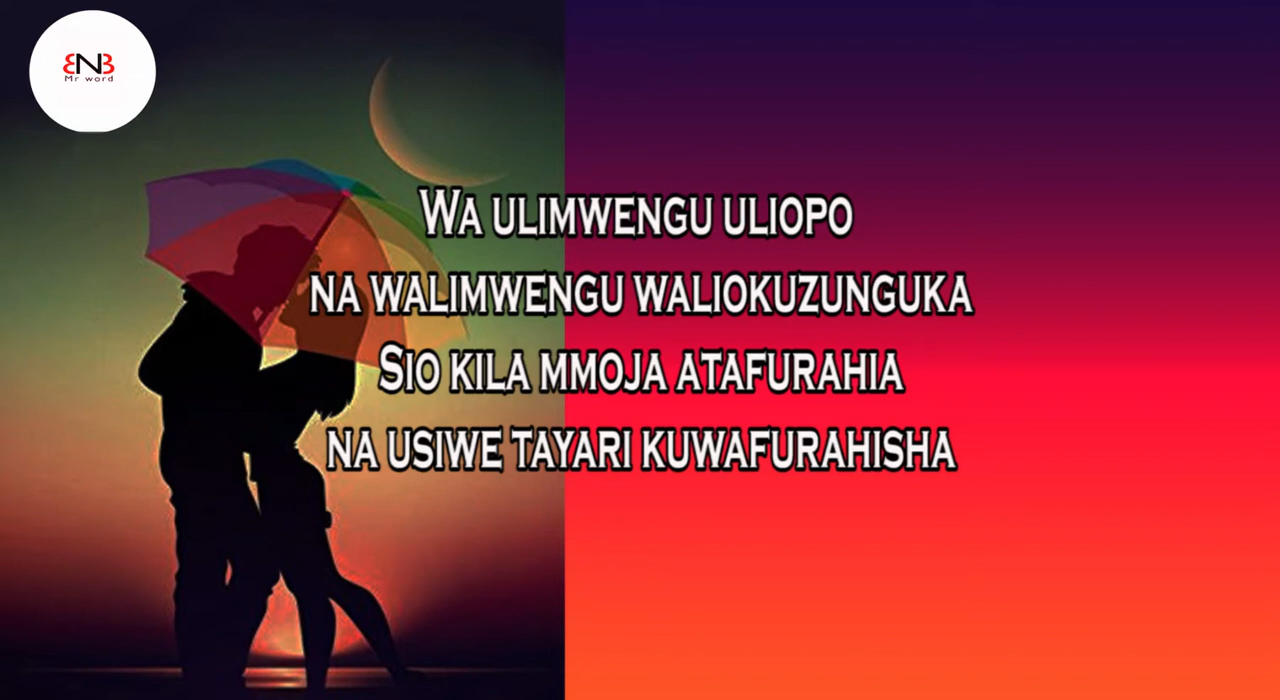 ENB
Mr word
Wa ulimwengu uliopo
na walimwengu waliokuzunguka
Sio kila mmoja atafurahia
na usiwe tayari kuwafurahisha